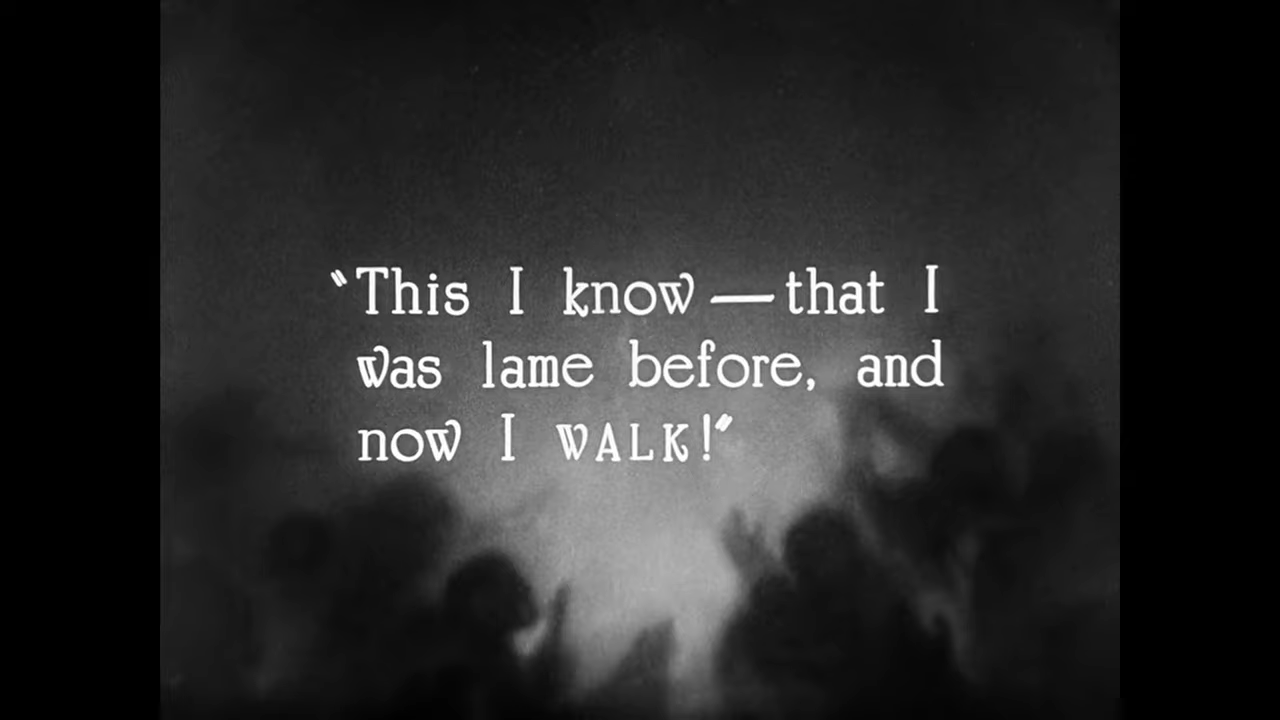 "This I know — that I
was lame before, and
now I WALK!"